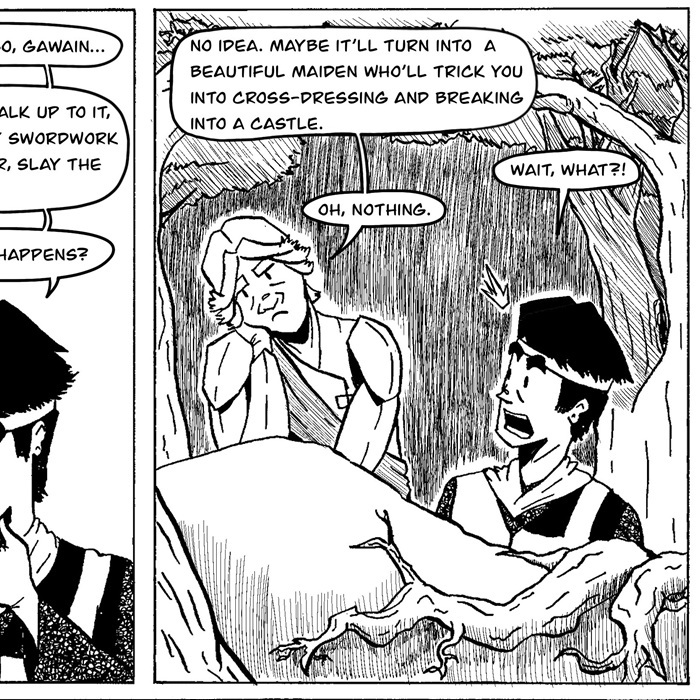 O, GAWAIN...
ALK UP TO IT,
SWORDWORK
R, SLAY THE
HAPPENS?
NO IDEA. MAYBE IT'LL TURN INTO A
BEAUTIFUL MAIDEN WHO'LL TRICK YOU
INTO CROSS-DRESSING AND BREAKING
INTO A CASTLE.
OH, NOTHING.
WAIT, WHAT?!